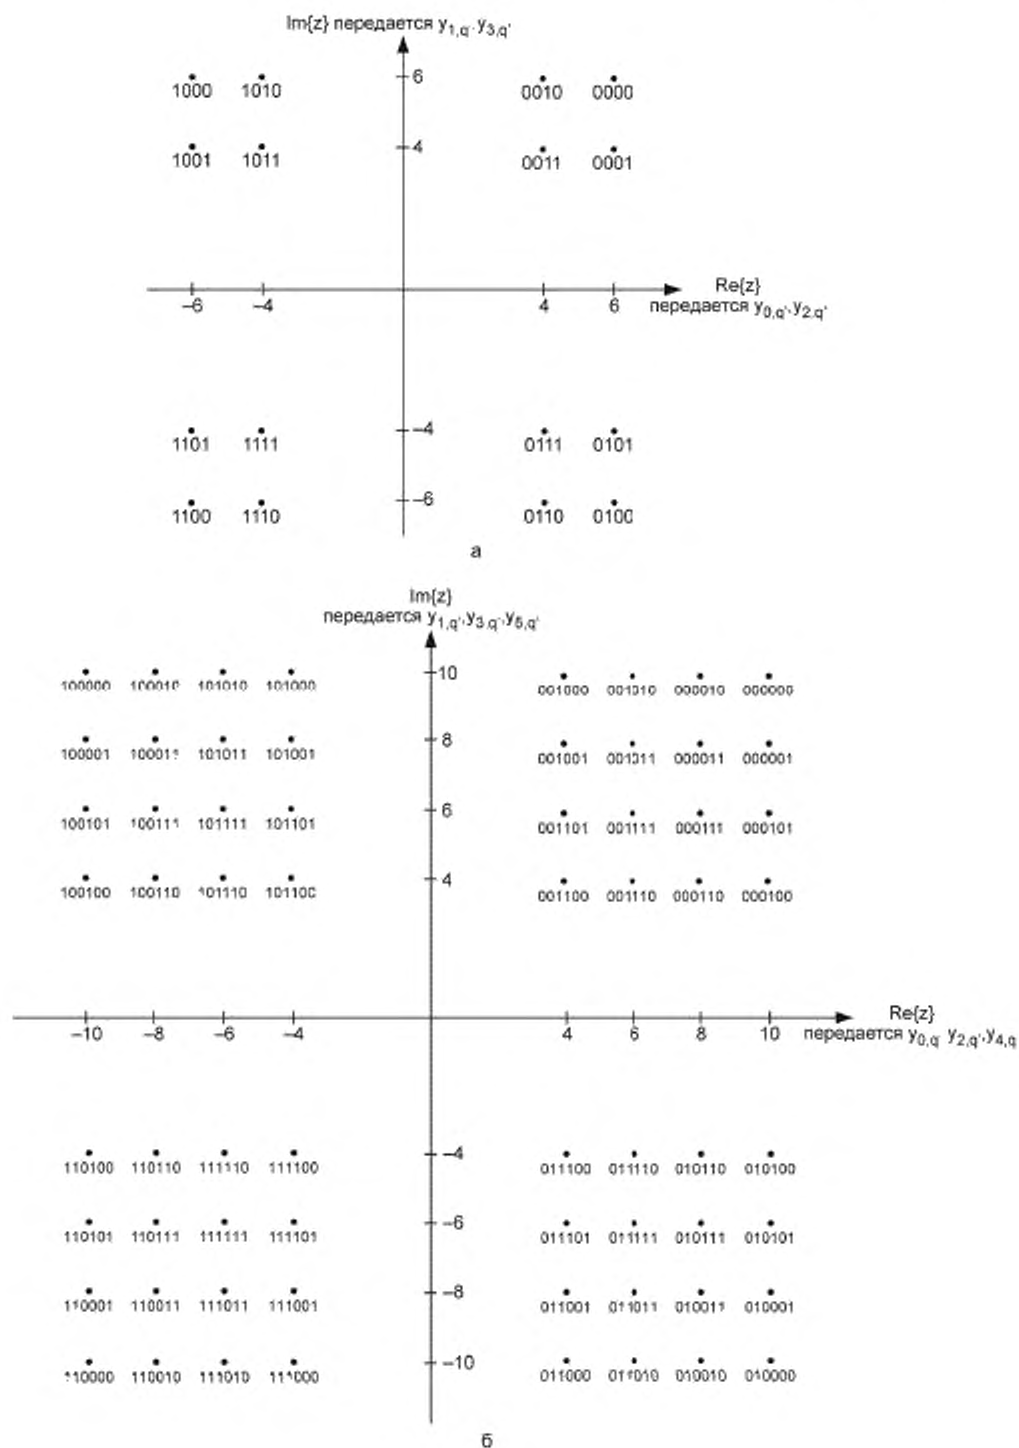 Im{z} передается y1,q',y3,q'
6
1000 1010 0010 0000
4
1001 1011 0011 0001
Re{z}
–6 –4 4 6 передается y0,q',y2,q'
–4
1101 1111 0111 0101
–6
1100 1110 0110 0100
а
Im{z}
передается y1,q',y3,q',y5,q'
10
100000 100010 101010 101000 001000 001010 000010 000000
8
100001 100011 101011 101001 001001 001011 000011 000001
6
100101 100111 101111 101101 001101 001111 000111 000101
4
100100 100110 101110 101100 001100 001110 000110 000100
Re{z}
–10 –8 –6 –4 4 6 8 10 передается y0,q' y2,q',y4,q
–4
110100 110110 111110 111100 011100 011110 010110 010100
–6
110101 110111 111111 111101 011101 011111 010111 010101
–8
110001 110011 111011 111001 011001 011011 010011 010001
–10
110000 110010 111010 111000 011000 011010 010010 010000
б